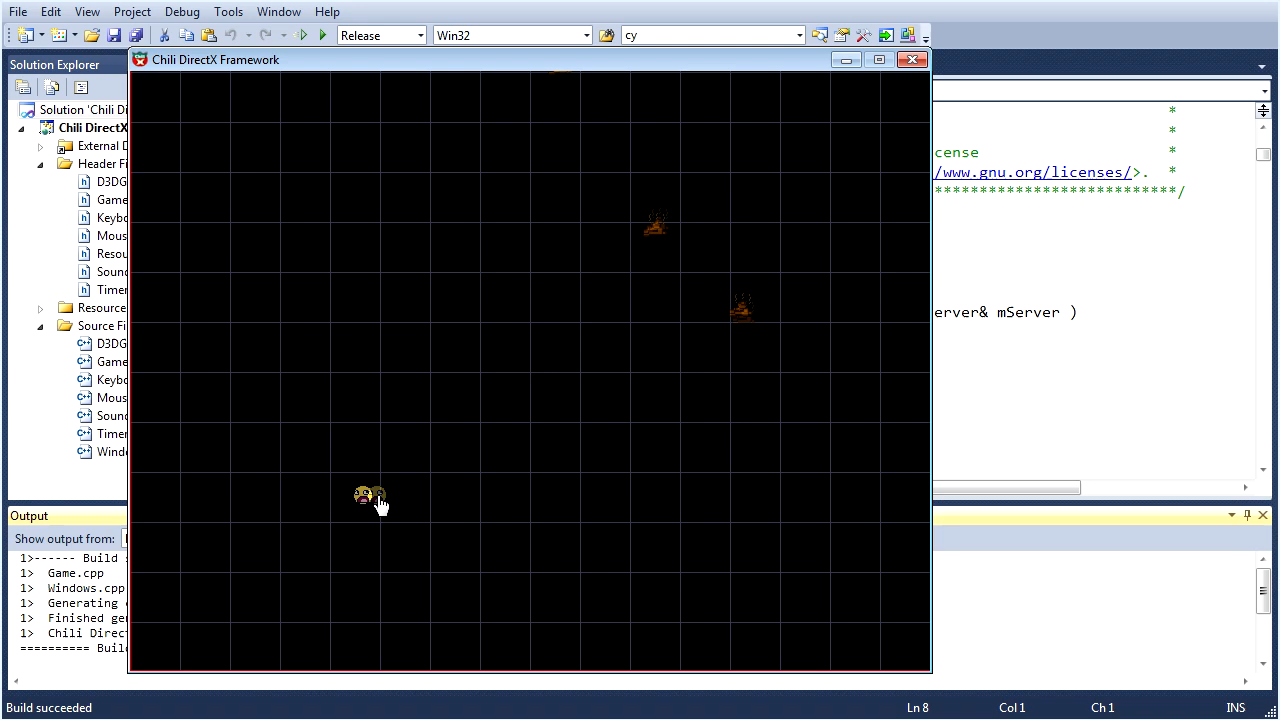 File Edit View Project Debug Tools Window Help
Release Win32 cy
Solution Explorer
Chili DirectX Framework
Solution 'Chili Di
Chili DirectX
External D
Header Fi
D3DG
Game
Keybo
Mous
Resou
Sound
Timer
Resource
Source Fi
D3DG
Game
Keybo
Mous
Sound
Timer
Windo
*
*
cense *
/www.gnu.org/licenses/>. *
****************************/
erver& mServer )
Output
Show output from:
1>------ Build s
1> Game.cpp
1> Windows.cpp
1> Generating
1> Finished gen
1> Chili Direc
========== Buil
Build succeeded Ln 8 Col 1 Ch 1 INS